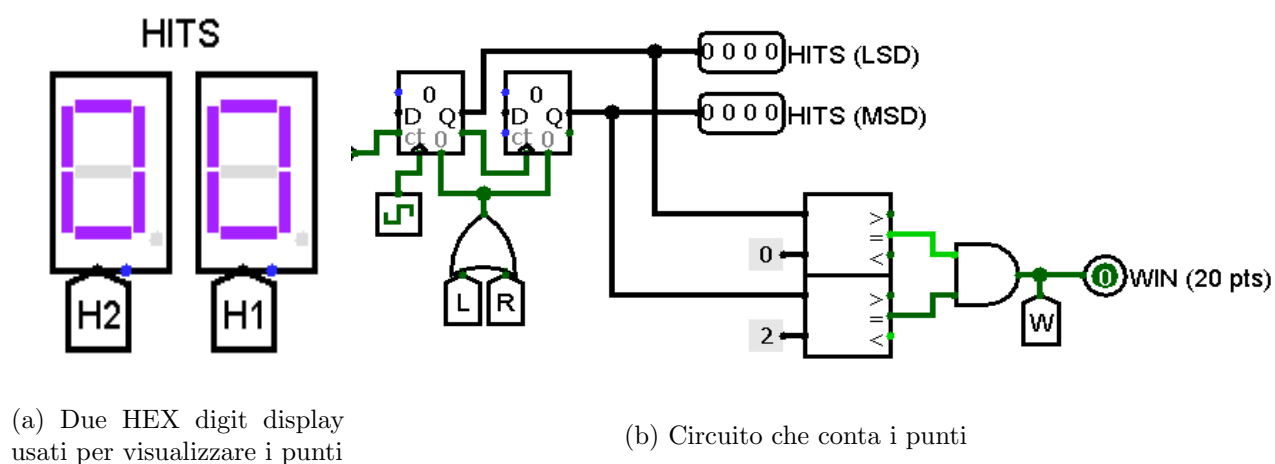 HITS
H2 H1
0 0 0 0 HITS (LSD)
0 0 0 0 HITS (MSD)
0 0
D Q D Q
ct 0 ct 0
L R
>
=
<
0
>
=
<
2
0 WIN (20 pts)
W
(a) Due HEX digit display
usati per visualizzare i punti
(b) Circuito che conta i punti